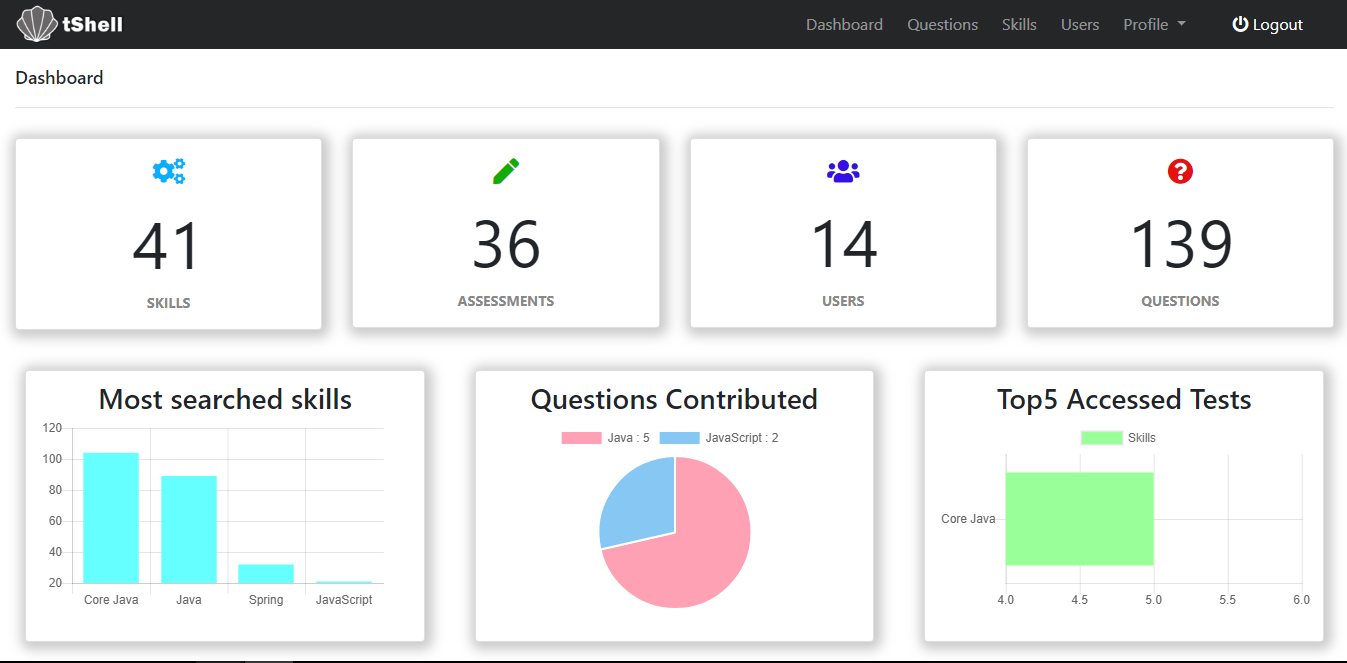 tShell Dashboard Questions Skills Users Profile Logout
Dashboard
41 36 14 139
SKILLS ASSESSMENTS USERS QUESTIONS
Most searched skills
120
100
80
60
40
20
Core Java Java Spring JavaScript
Questions Contributed
Java : 5 JavaScript : 2
Top5 Accessed Tests
Skills
Core Java
4.0 4.5 5.0 5.5 6.0